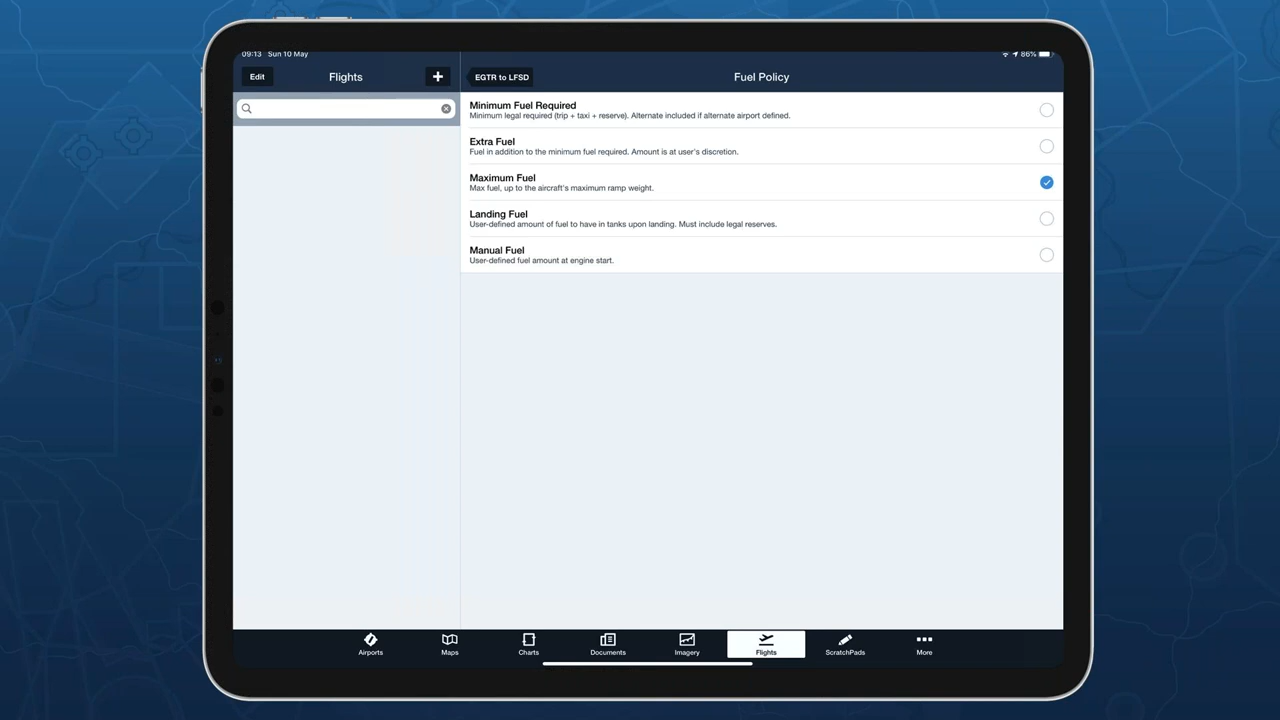 09:13 Sun 10 May
86%
Edit
Flights
+
EGTR to LFSD
Fuel Policy
Minimum Fuel Required
Minimum legal required (trip + taxi + reserve). Alternate included if alternate airport defined.
Extra Fuel
Fuel in addition to the minimum fuel required. Amount is at user's discretion.
Maximum Fuel
Max fuel, up to the aircraft's maximum ramp weight.
Landing Fuel
User-defined amount of fuel to have in tanks upon landing. Must include legal reserves.
Manual Fuel
User-defined fuel amount at engine start.
Airports
Maps
Charts
Documents
Imagery
Flights
ScratchPads
More